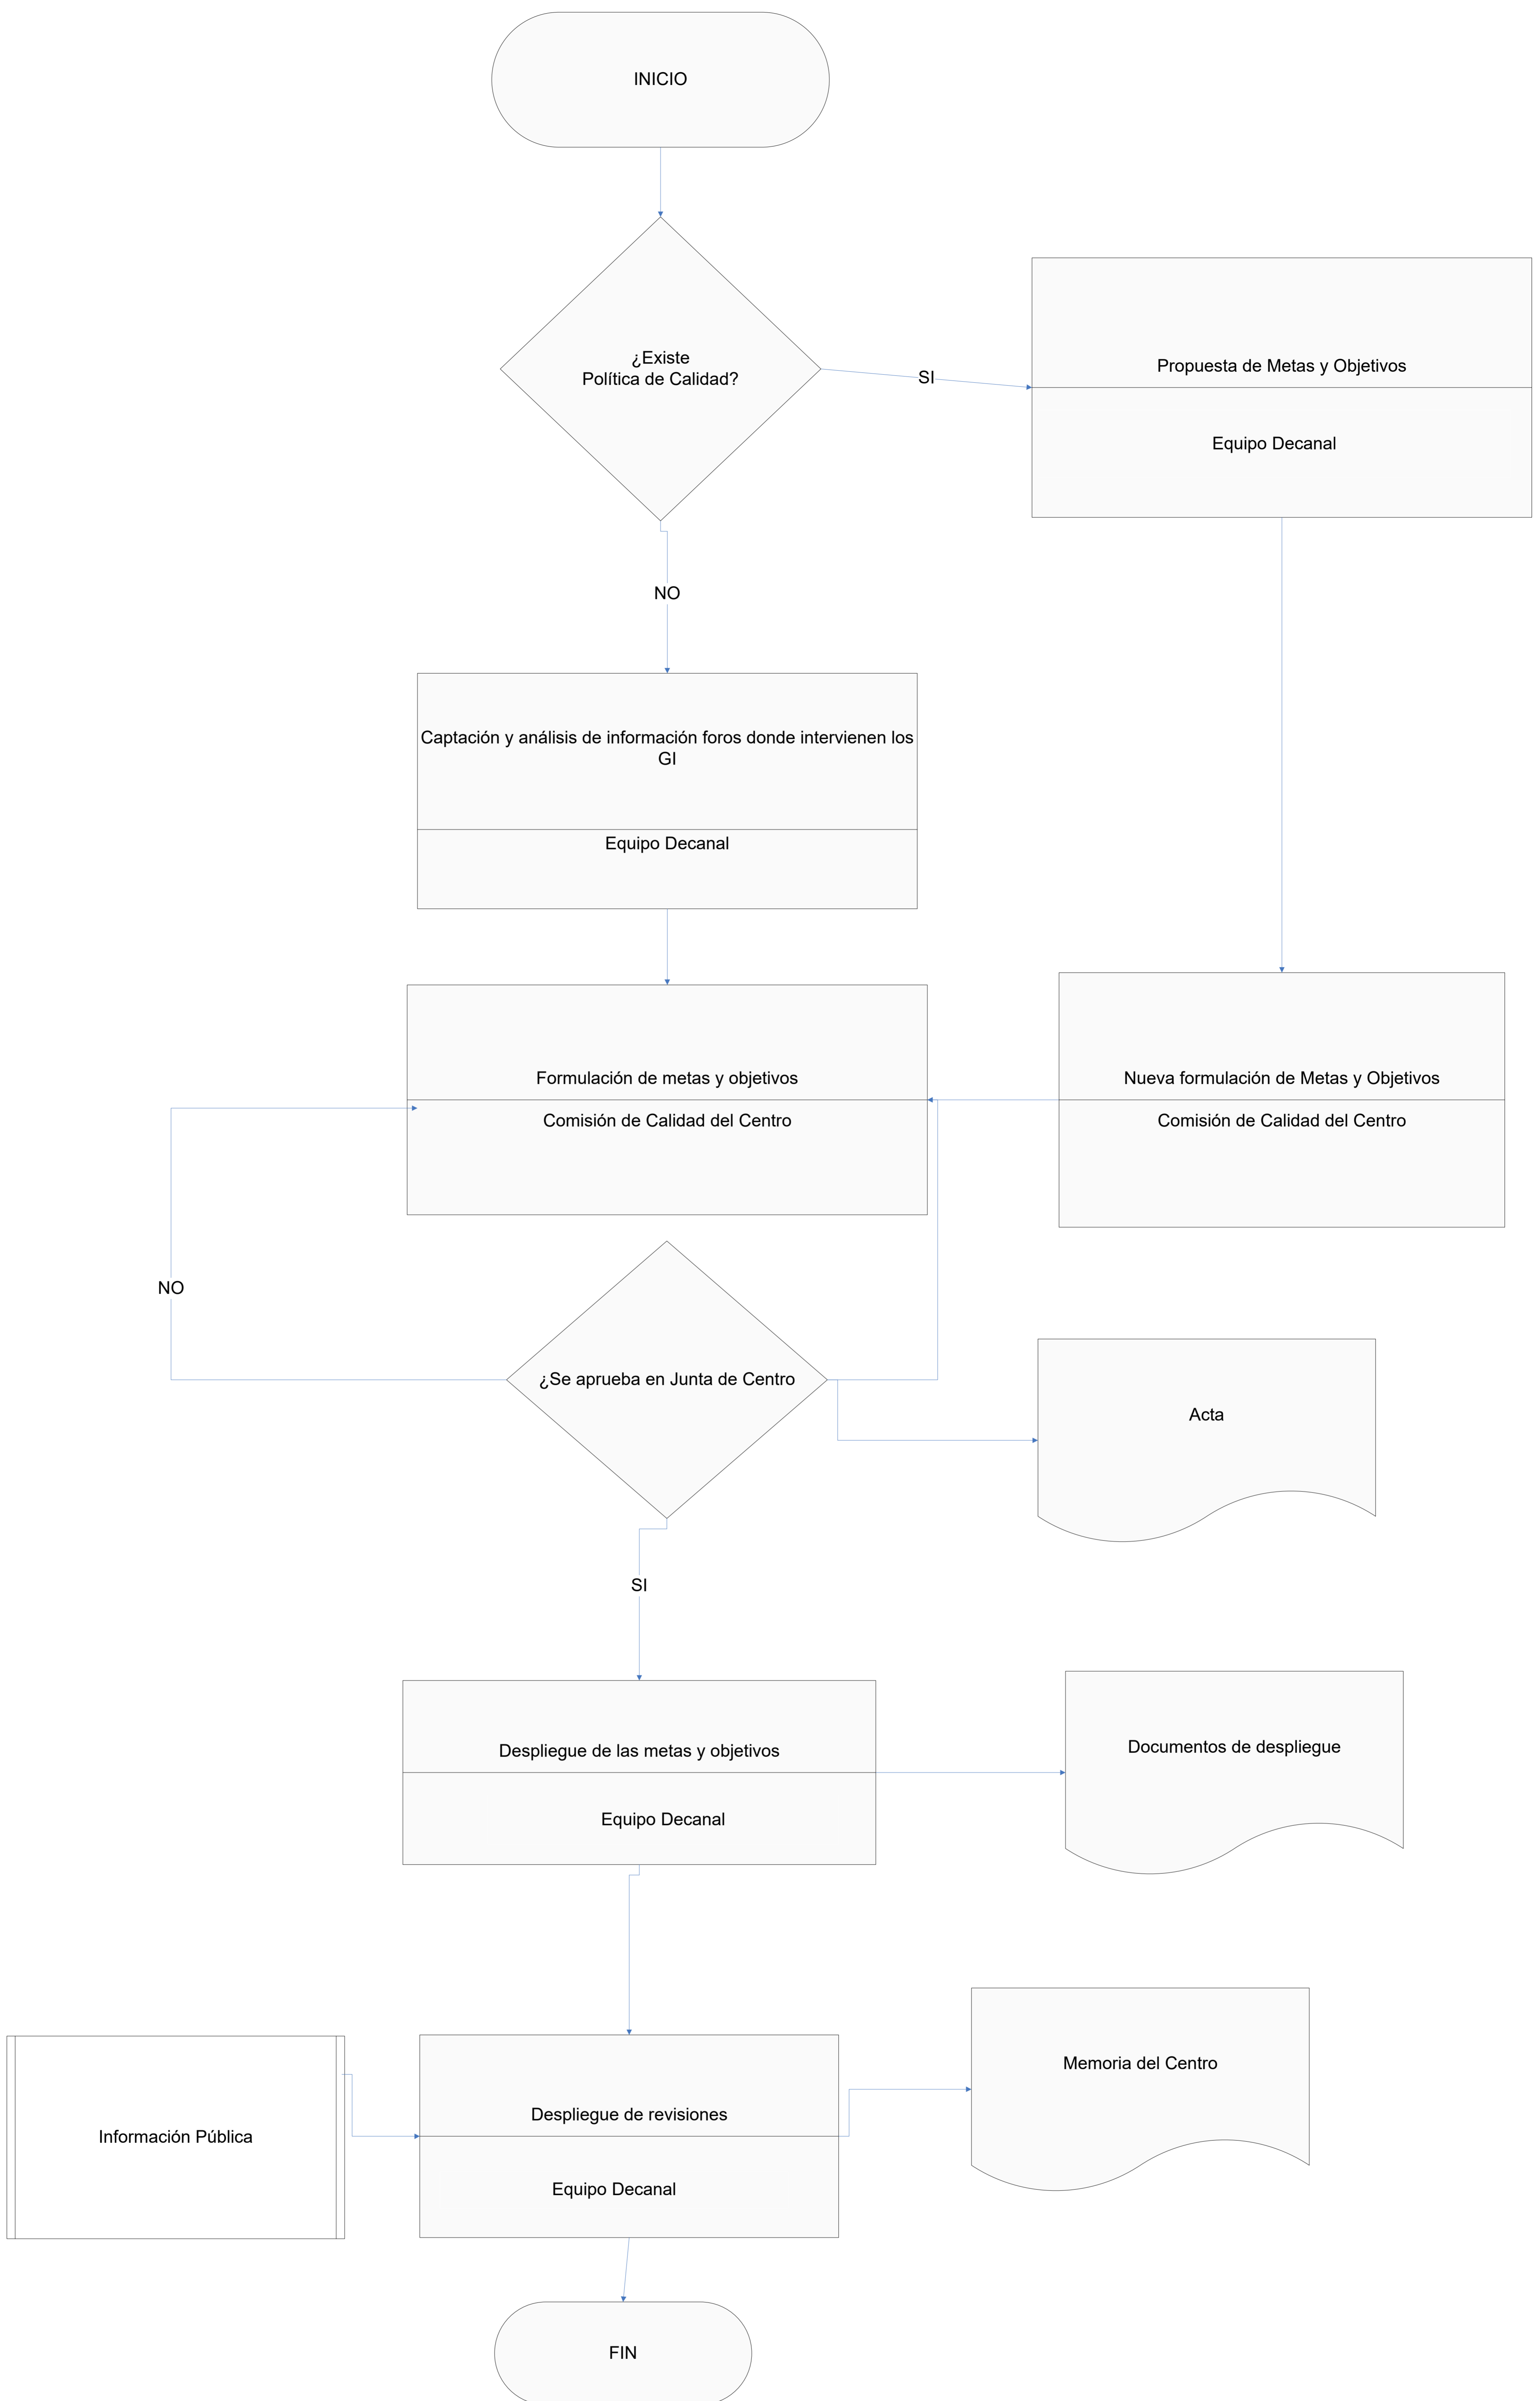 INICIO
¿Existe
Política de Calidad?
SI
Propuesta de Metas y Objetivos
Equipo Decanal
NO
Captación y análisis de información foros donde intervienen los
GI
Equipo Decanal
Formulación de metas y objetivos
Comisión de Calidad del Centro
Nueva formulación de Metas y Objetivos
Comisión de Calidad del Centro
NO
¿Se aprueba en Junta de Centro
Acta
SI
Despliegue de las metas y objetivos
Equipo Decanal
Documentos de despliegue
Información Pública
Despliegue de revisiones
Equipo Decanal
Memoria del Centro
FIN